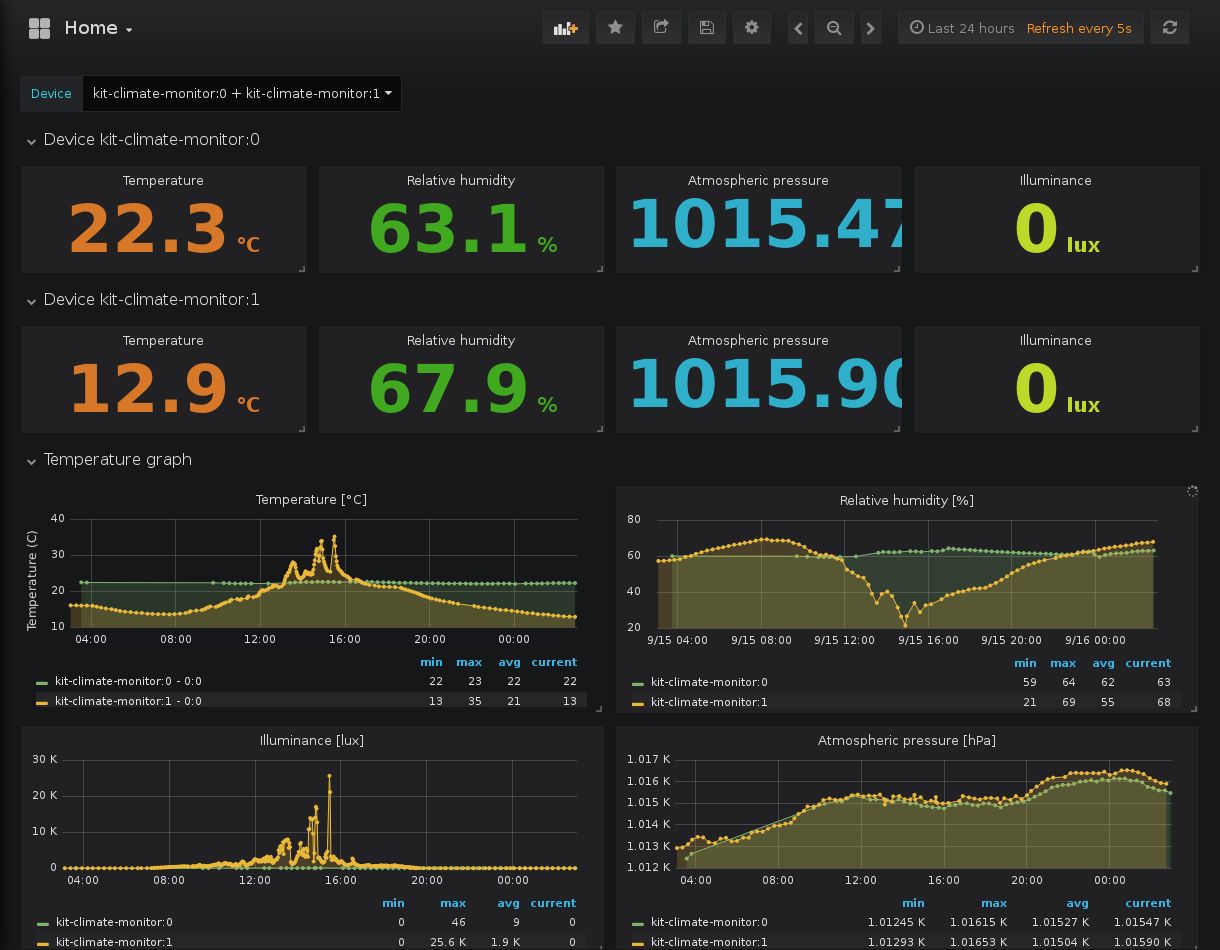 Home
Last 24 hours Refresh every 5s
Device kit-climate-monitor:0 + kit-climate-monitor:1
Device kit-climate-monitor:0
Temperature Relative humidity Atmospheric pressure Illuminance
22.3 °C 63.1 % 1015.47 0 lux
Device kit-climate-monitor:1
Temperature Relative humidity Atmospheric pressure Illuminance
12.9 °C 67.9 % 1015.90 0 lux
Temperature graph
Temperature [°C]
Temperature (C)
40
30
20
10
04:00 08:00 12:00 16:00 20:00 00:00
min max avg current
kit-climate-monitor:0 - 0:0 22 23 22 22
kit-climate-monitor:1 - 0:0 13 35 21 13
Relative humidity [%]
80
60
40
20
9/15 04:00 9/15 08:00 9/15 12:00 9/15 16:00 9/15 20:00 9/16 00:00
min max avg current
kit-climate-monitor:0 59 64 62 63
kit-climate-monitor:1 21 69 55 68
Illuminance [lux]
30 K
20 K
10 K
0
04:00 08:00 12:00 16:00 20:00 00:00
min max avg current
kit-climate-monitor:0 0 46 9 0
kit-climate-monitor:1 0 25.6 K 1.9 K 0
Atmospheric pressure [hPa]
1.017 K
1.016 K
1.015 K
1.014 K
1.013 K
1.012 K
04:00 08:00 12:00 16:00 20:00 00:00
min max avg current
kit-climate-monitor:0 1.01245 K 1.01615 K 1.01527 K 1.01547 K
kit-climate-monitor:1 1.01293 K 1.01653 K 1.01504 K 1.01590 K